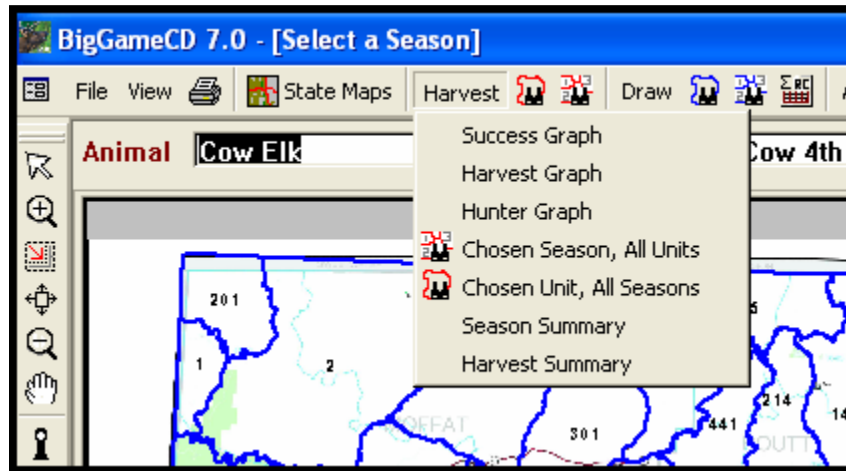 BigGameCD 7.0 - [Select a Season]
File View State Maps Harvest Draw ΣRC
Animal Cow Elk Cow 4th
Success Graph
Harvest Graph
Hunter Graph
Chosen Season, All Units
Chosen Unit, All Seasons
Season Summary
Harvest Summary
201
1
2
301
441
214